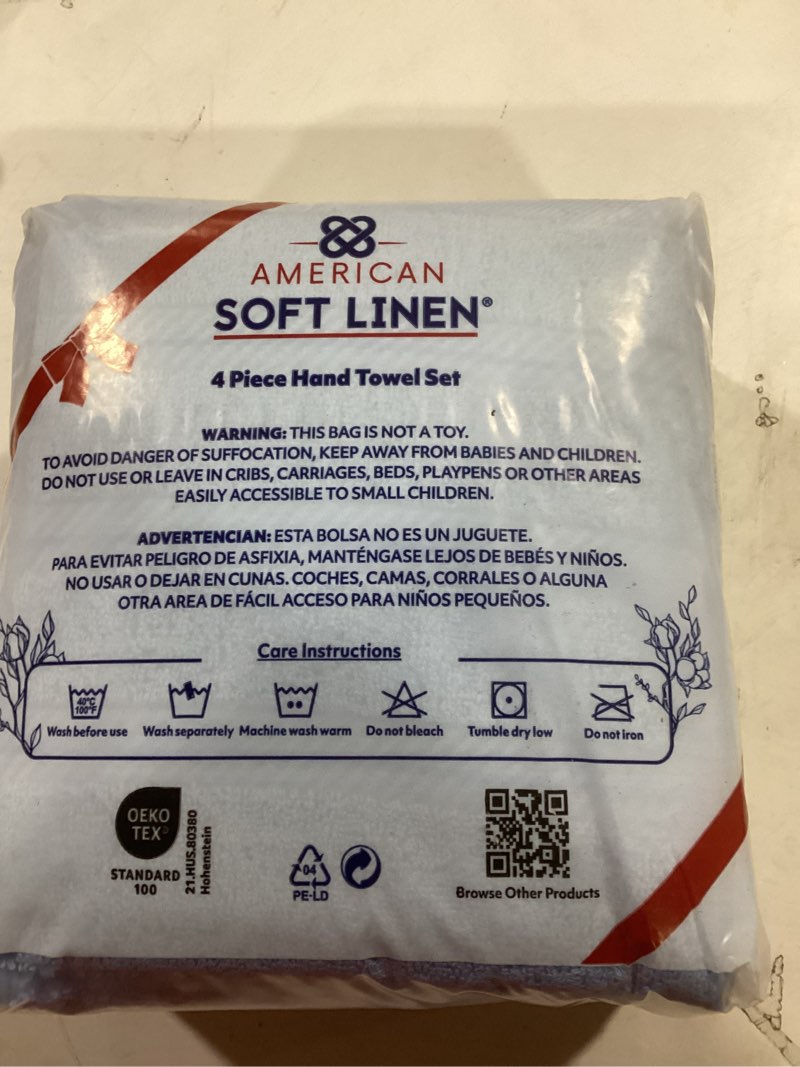 AMERICAN
SOFT LINEN®
4 Piece Hand Towel Set
WARNING: THIS BAG IS NOT A TOY.
TO AVOID DANGER OF SUFFOCATION, KEEP AWAY FROM BABIES AND CHILDREN.
DO NOT USE OR LEAVE IN CRIBS, CARRIAGES, BEDS, PLAYPENS OR OTHER AREAS
EASILY ACCESSIBLE TO SMALL CHILDREN.
ADVERTENCIAN: ESTA BOLSA NO ES UN JUGUETE.
PARA EVITAR PELIGRO DE ASFIXIA, MANTÉNGASE LEJOS DE BEBÉS Y NIÑOS.
NO USAR O DEJAR EN CUNAS. COCHES, CAMAS, CORRALES O ALGUNA
OTRA AREA DE FÁCIL ACCESO PARA NIÑOS PEQUEÑOS.
Care Instructions
40°C
100°F
Wash before use
Wash separately
Machine wash warm
Do not bleach
Tumble dry low
Do not iron
OEKO
TEX®
STANDARD
100
21.HUS.80380
Hohenstein
04
PE-LD
Browse Other Products